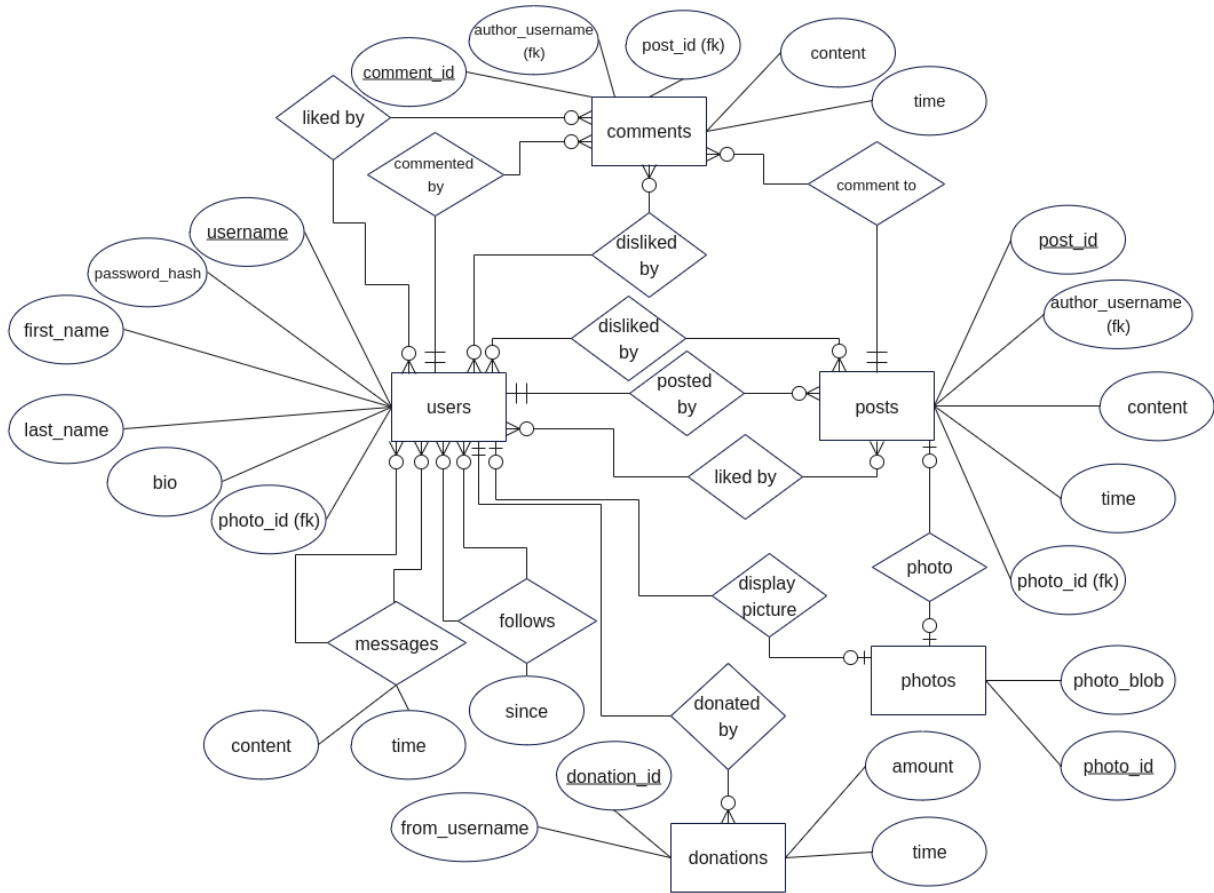 author_username
(fk)
post_id (fk)
content
comment_id
time
liked by
comments
commented
by
comment to
username
disliked
by
post_id
password_hash
author_username
(fk)
first_name
disliked
by
posted
by
users
posts
content
last_name
bio
liked by
time
photo_id (fk)
photo
display
picture
photo_id (fk)
messages
follows
photos
photo_blob
since
donated
by
content
time
donation_id
amount
photo_id
from_username
donations
time